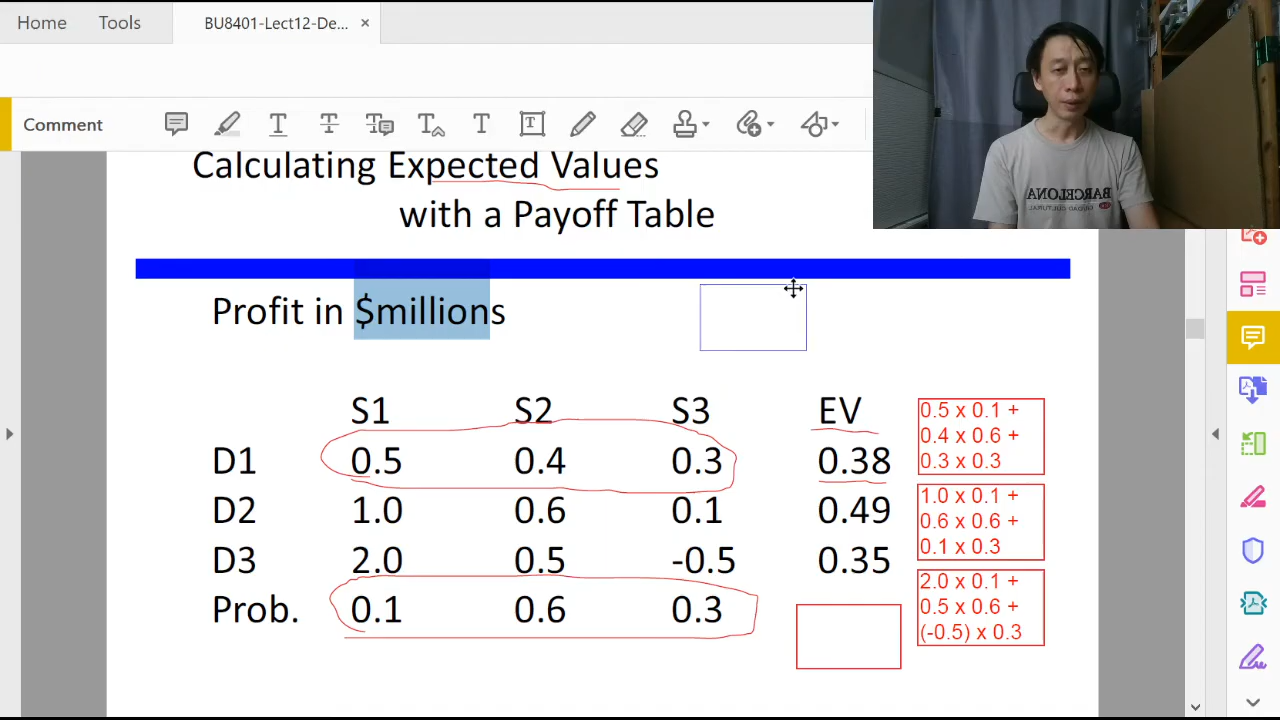 Home Tools BU8401-Lect12-De... ×
Comment
Calculating Expected Values
with a Payoff Table
Profit in $millions
S1 S2 S3 EV
D1 0.5 0.4 0.3 0.38
D2 1.0 0.6 0.1 0.49
D3 2.0 0.5 -0.5 0.35
Prob. 0.1 0.6 0.3
0.5 x 0.1 +
0.4 x 0.6 +
0.3 x 0.3
1.0 x 0.1 +
0.6 x 0.6 +
0.1 x 0.3
2.0 x 0.1 +
0.5 x 0.6 +
(-0.5) x 0.3
BARCELONA